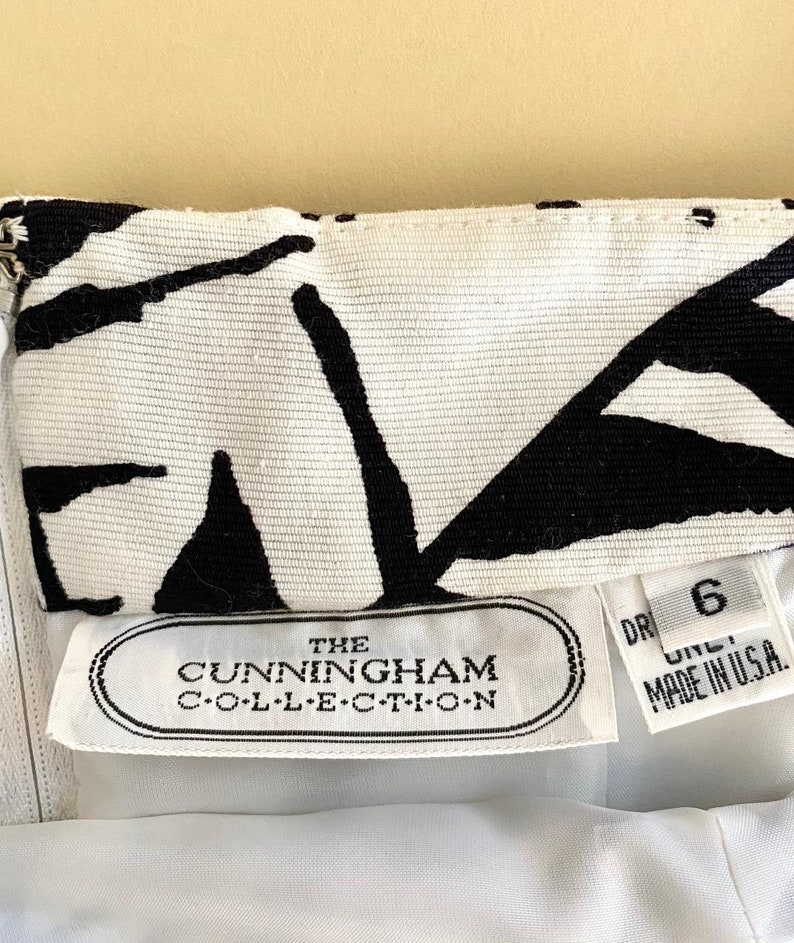 THE
CUNNINGHAM
C•O•L•L•E•C•T•I•O•N
6
DR
ONLY
MADE IN U.S.A.